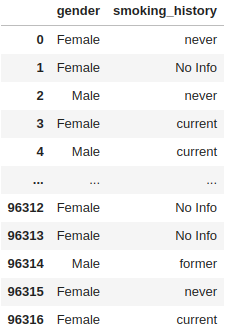 gender smoking_history
0 Female never
1 Female No Info
2 Male never
3 Female current
4 Male current
... ... ...
96312 Female No Info
96313 Female No Info
96314 Male former
96315 Female never
96316 Female current